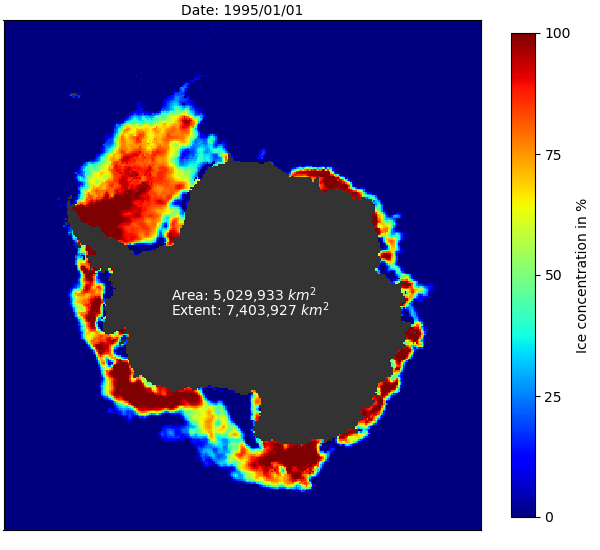 Date: 1995/01/01
100
75
50
25
0
Ice concentration in %
Area: 5,029,933 km²
Extent: 7,403,927 km²